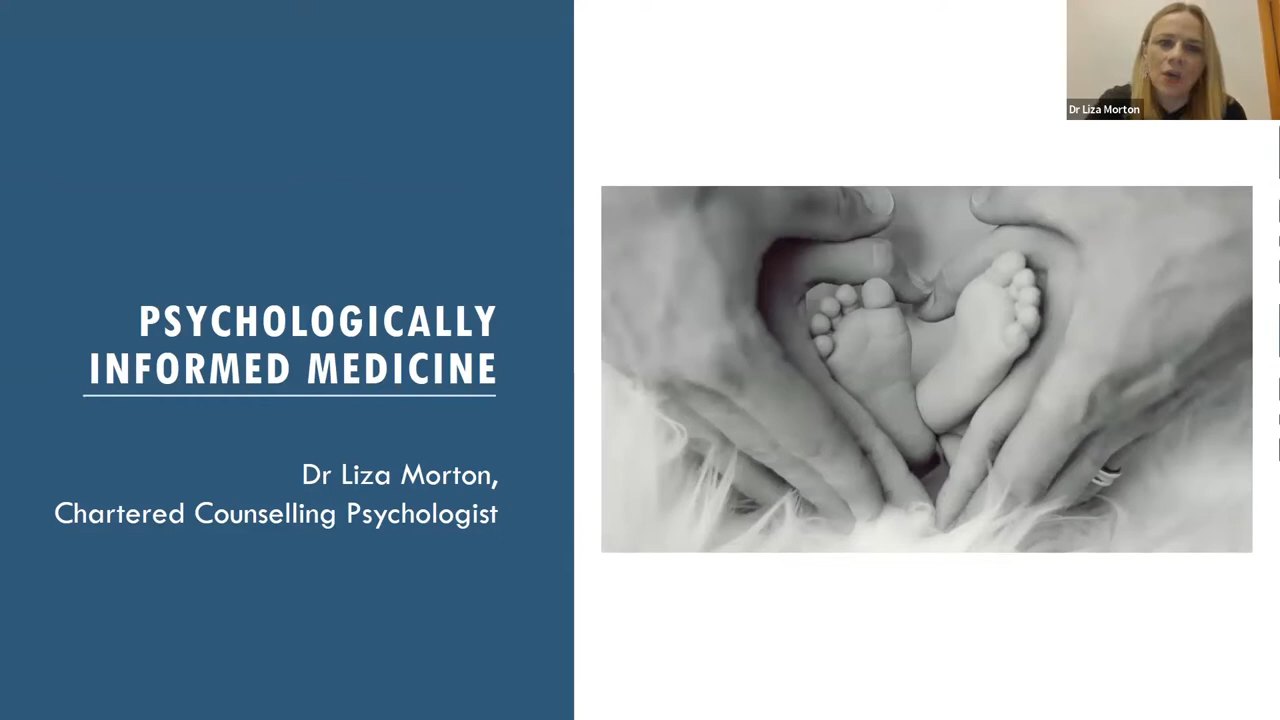 PSYCHOLOGICALLY
INFORMED MEDICINE
Dr Liza Morton,
Chartered Counselling Psychologist
Dr Liza Morton